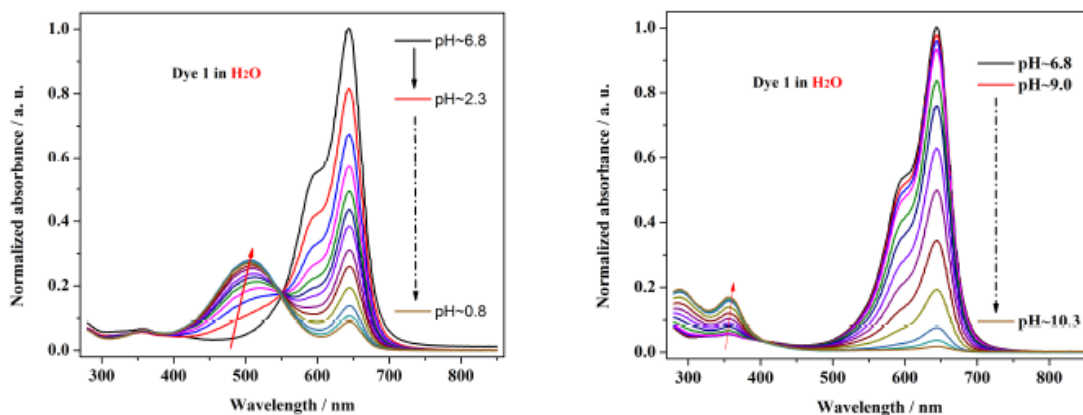 1.0
0.8
0.6
0.4
0.2
0.0
Normalized absorbance / a. u.
Dye 1 in H2O
pH~6.8
pH~2.3
pH~0.8
300 400 500 600 700 800
Wavelength / nm
1.0
0.8
0.6
0.4
0.2
0.0
Normalized absorbance / a. u.
Dye 1 in H2O
pH~6.8
pH~9.0
pH~10.3
300 400 500 600 700 800
Wavelength / nm